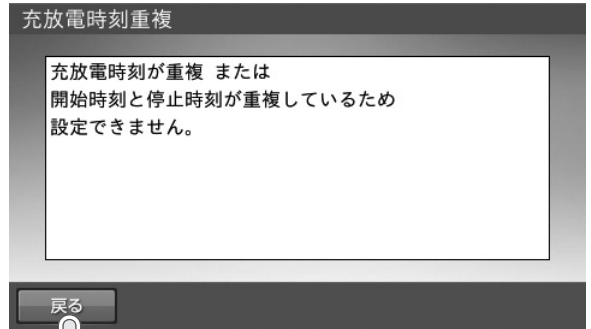 充放電時刻重複
充放電時刻が重複 または
開始時刻と停止時刻が重複しているため
設定できません。
戻る